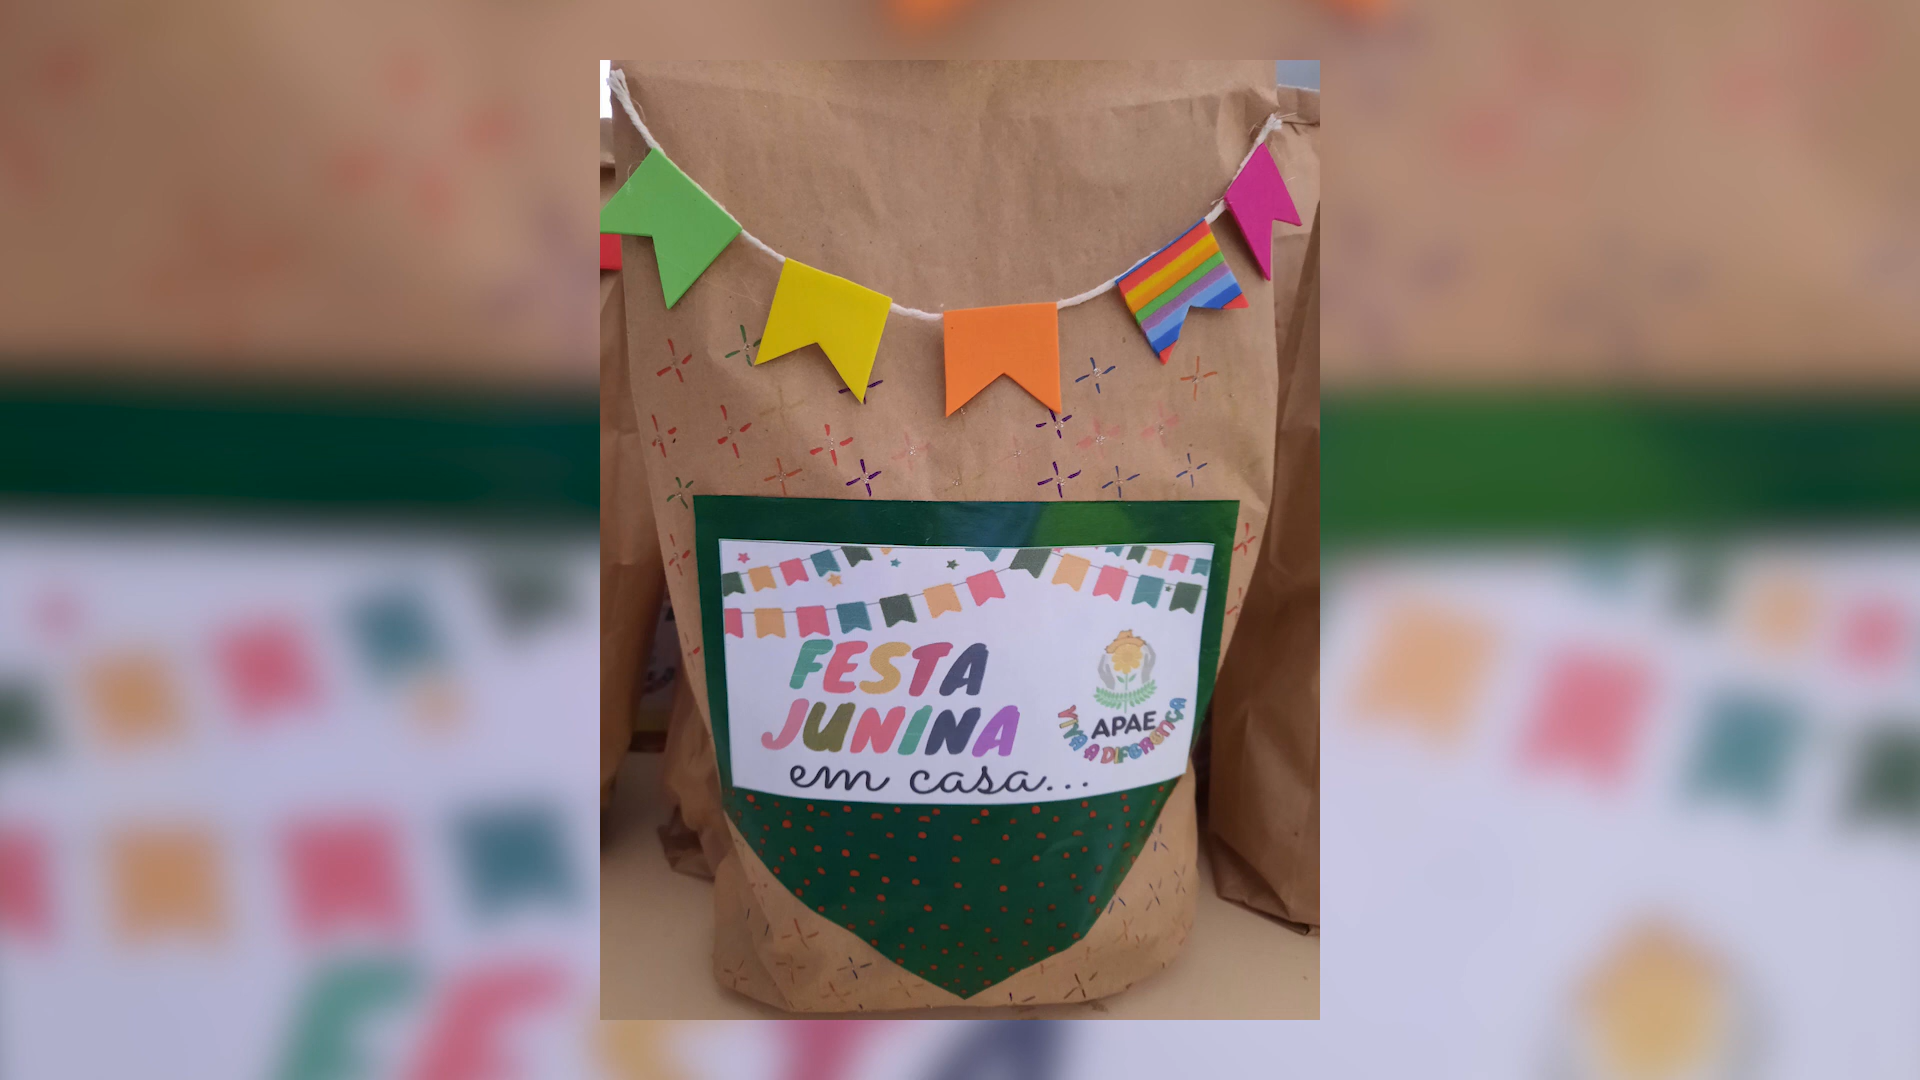 FESTA
JUNINA
em casa...
APAE
VIVA A DIFERENÇA